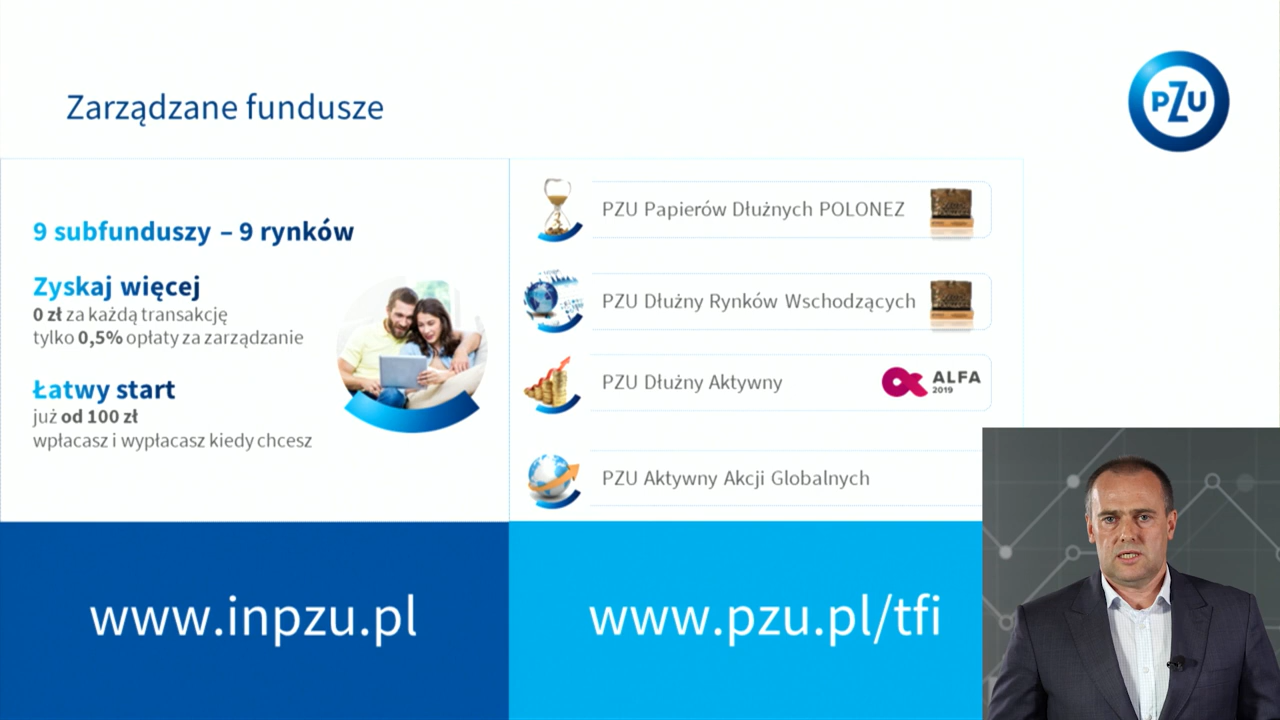 Zarządzane fundusze
PZU
9 subfunduszy – 9 rynków
Zyskaj więcej
0 zł za każdą transakcję
tylko 0,5% opłaty za zarządzanie
Łatwy start
już od 100 zł
wpłacasz i wypłacasz kiedy chcesz
PZU Papierów Dłużnych POLONEZ
PZU Dłużny Rynków Wschodzących
PZU Dłużny Aktywny
ALFA
2019
PZU Aktywny Akcji Globalnych
www.inpzu.pl
www.pzu.pl/tfi